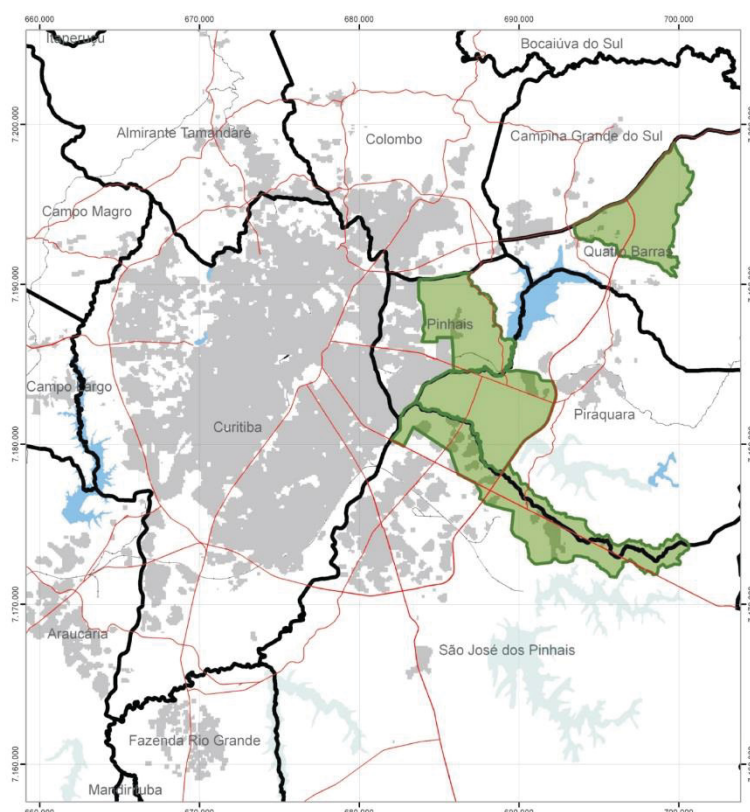 660.000 670.000 680.000 690.000 700.000
Itaperuçú
Bocaiúva do Sul
7.200.000
Almirante Tamandaré
Colombo
Campina Grande do Sul
Campo Magro
Quatro Barras
7.190.000
Pinhais
Campo Largo
Curitiba
Piraquara
7.180.000
7.170.000
Araucária
São José dos Pinhais
Fazenda Rio Grande
7.160.000
Mandirituba
660.000 670.000 680.000 690.000 700.000